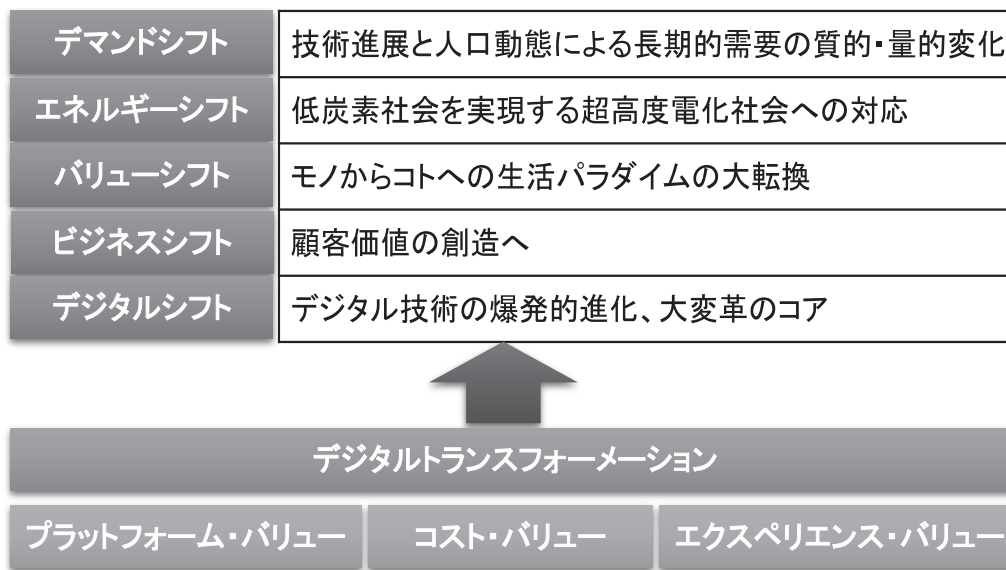 デマンドシフト 技術進展と人口動態による長期的需要の質的・量的変化
エネルギーシフト 低炭素社会を実現する超高度電化社会への対応
バリューシフト モノからコトへの生活パラダイムの大転換
ビジネスシフト 顧客価値の創造へ
デジタルシフト デジタル技術の爆発的進化、大変革のコア
デジタルトランスフォーメーション
プラットフォーム・バリュー コスト・バリュー エクスペリエンス・バリュー